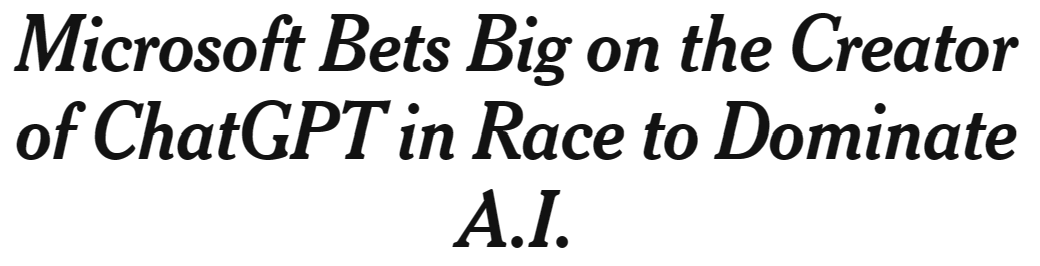 Microsoft Bets Big on the Creator
of ChatGPT in Race to Dominate
A.I.